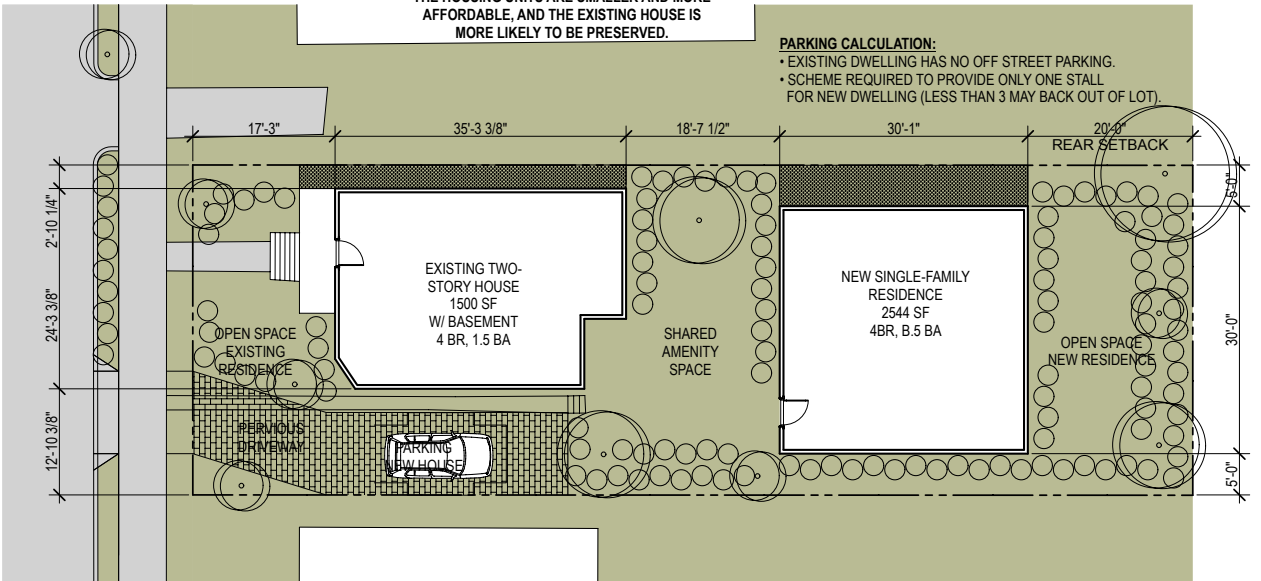 THE HOUSING UNITS ARE SMALLER AND MORE
AFFORDABLE, AND THE EXISTING HOUSE IS
MORE LIKELY TO BE PRESERVED.
PARKING CALCULATION:
• EXISTING DWELLING HAS NO OFF STREET PARKING.
• SCHEME REQUIRED TO PROVIDE ONLY ONE STALL
FOR NEW DWELLING (LESS THAN 3 MAY BACK OUT OF LOT).
17'-3"
35'-3 3/8"
18'-7 1/2"
30'-1"
20'-0"
REAR SETBACK
2'-10 1/4"
24'-3 3/8"
12'-10 3/8"
5'-0"
30'-0"
5'-0"
EXISTING TWO-
STORY HOUSE
1500 SF
W/ BASEMENT
4 BR, 1.5 BA
NEW SINGLE-FAMILY
RESIDENCE
2544 SF
4BR, B.5 BA
OPEN SPACE
EXISTING
RESIDENCE
SHARED
AMENITY
SPACE
OPEN SPACE
NEW RESIDENCE
PERVIOUS
DRIVEWAY
PARKING
NEW HOUSE